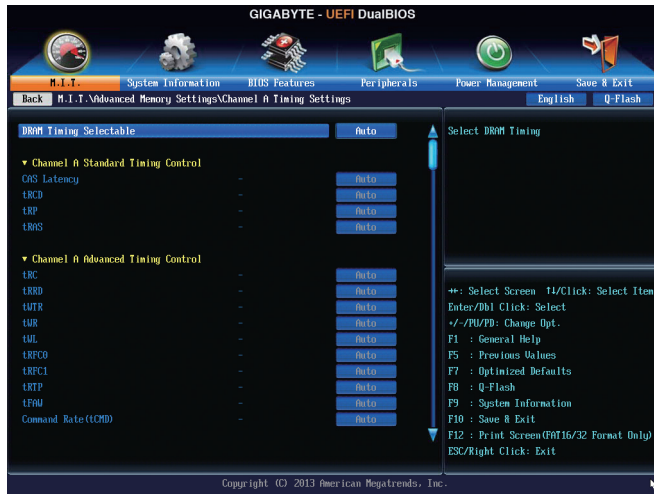 GIGABYTE - UEFI DualBIOS
M.I.T. System Information BIOS Features Peripherals Power Management Save & Exit
Back M.I.T.\Advanced Memory Settings\Channel A Timing Settings English Q-Flash
DRAM Timing Selectable Auto
▼ Channel A Standard Timing Control
CAS Latency - Auto
tRCD - Auto
tRP - Auto
tRAS - Auto
▼ Channel A Advanced Timing Control
tRC - Auto
tRRD - Auto
tWTR - Auto
tWR - Auto
tWL - Auto
tRFC0 - Auto
tRFC1 - Auto
tRTP - Auto
tFAW - Auto
Command Rate(tCMD) - Auto
Select DRAM Timing
↔: Select Screen ↑↓/Click: Select Item
Enter/Dbl Click: Select
+/-/PU/PD: Change Opt.
F1 : General Help
F5 : Previous Values
F7 : Optimized Defaults
F8 : Q-Flash
F9 : System Information
F10 : Save & Exit
F12 : Print Screen(FAT16/32 Format Only)
ESC/Right Click: Exit
Copyright (C) 2013 American Megatrends, Inc.